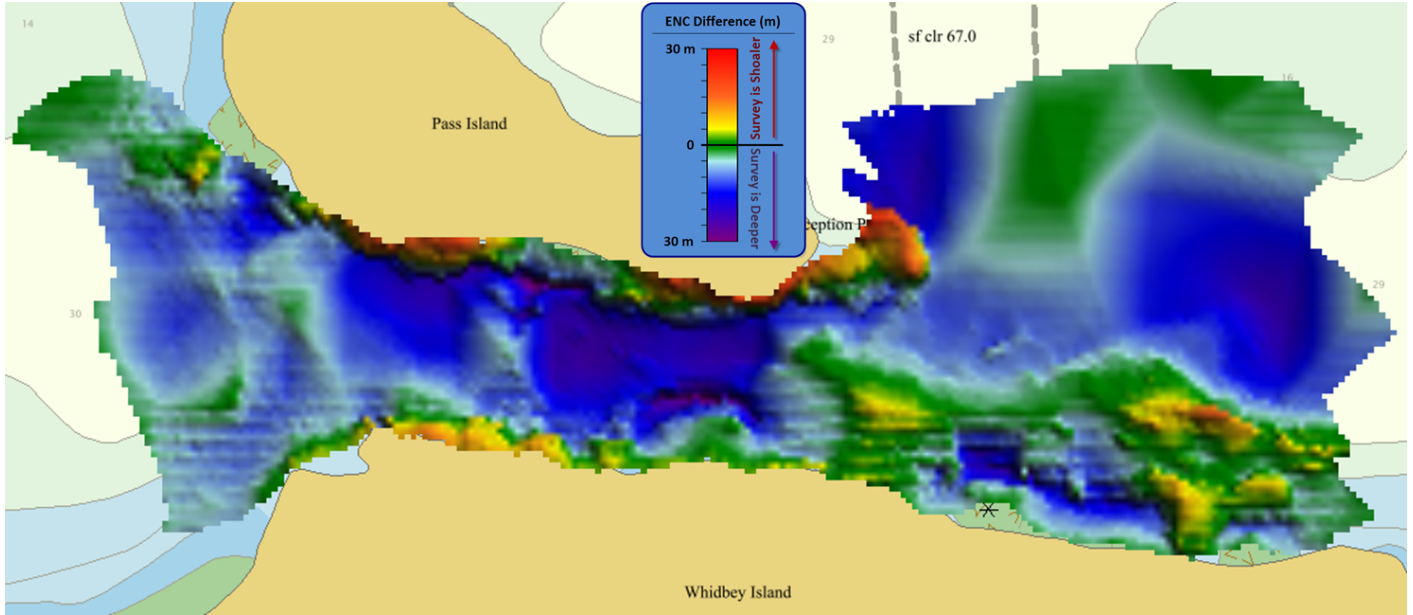 14
ENC Difference (m)
30 m
0
30 m
Survey is Shoaler
Survey is Deeper
29
sf clr 67.0
16
Pass Island
ception P
30
29
Whidbey Island